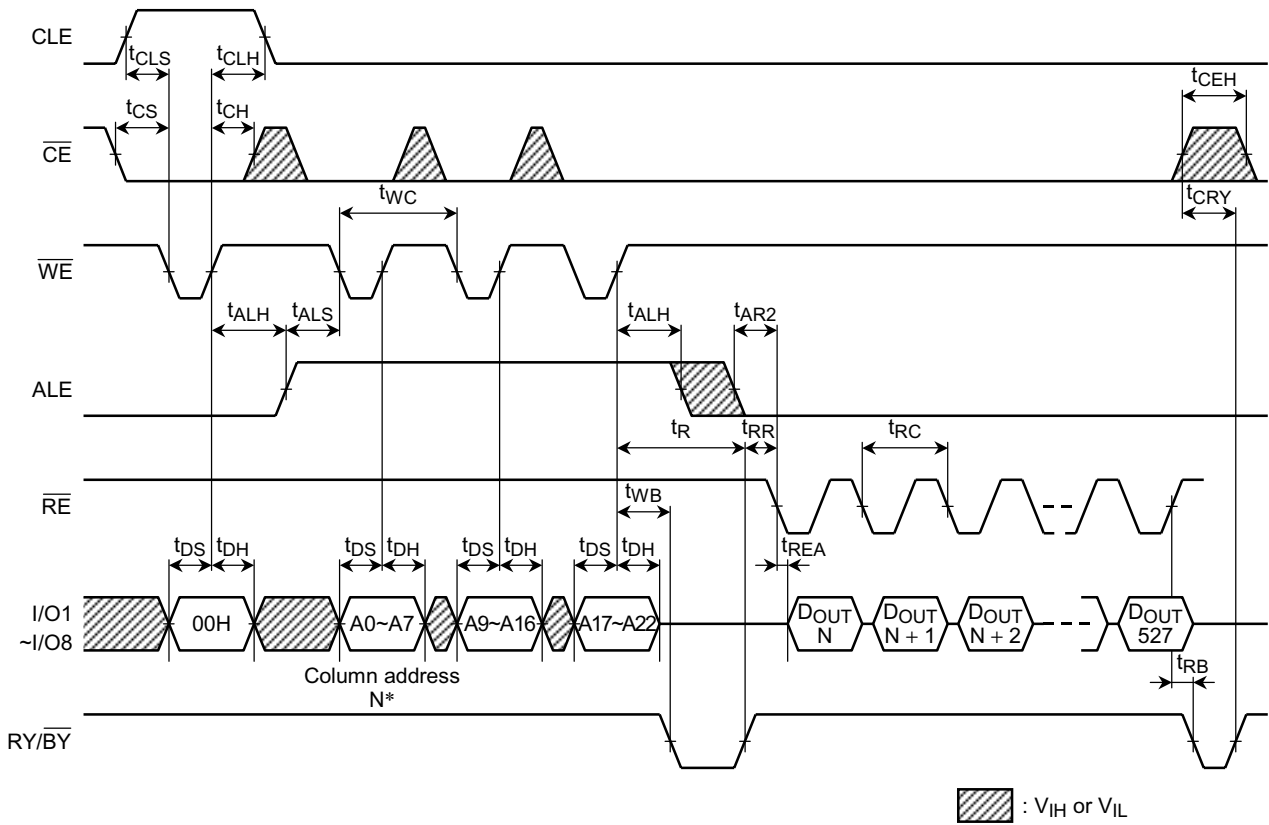 CLE
tCLS
tCLH
tCEH
tCS
tCH
CE
tWC
tCRY
WE
tALH
tALS
tALH
tAR2
ALE
tR
tRR
tRC
RE
tWB
tDS
tDH
tDS
tDH
tDS
tDH
tREA
I/O1
~I/O8
00H
A0~A7
A9~A16
A17~A22
DOUT
N
DOUT
N + 1
DOUT
N + 2
DOUT
527
tRB
Column address
N*
RY/BY
: VIH or VIL